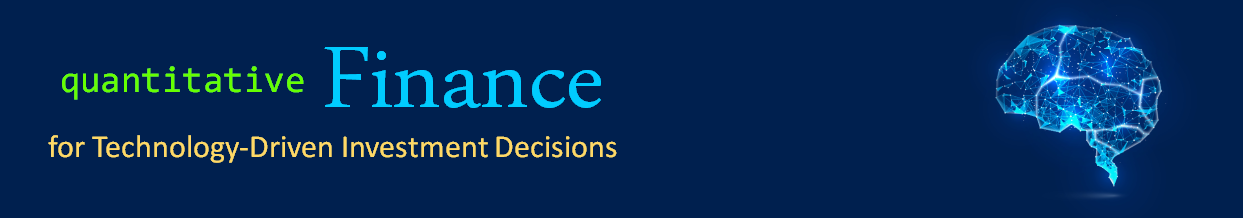 quantitative Finance
for Technology-Driven Investment Decisions